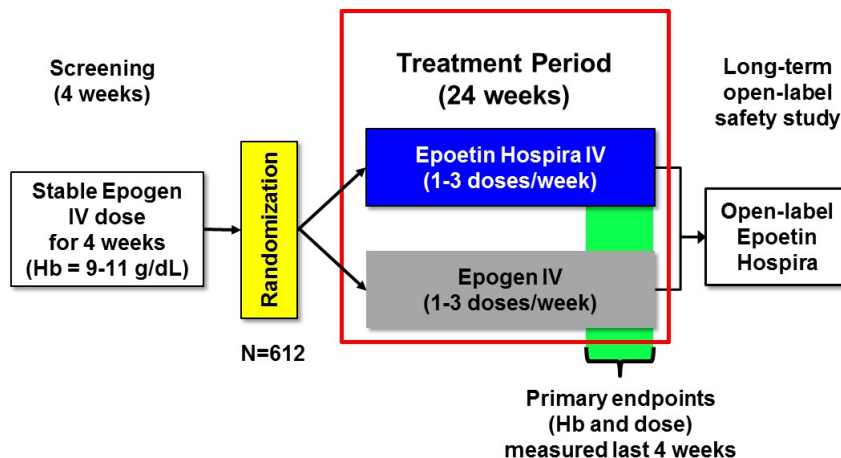 Screening
(4 weeks)
Treatment Period
(24 weeks)
Long-term
open-label
safety study
Stable Epogen
IV dose
for 4 weeks
(Hb = 9-11 g/dL)
Randomization
N=612
Epoetin Hospira IV
(1-3 doses/week)
Epogen IV
(1-3 doses/week)
Open-label
Epoetin
Hospira
Primary endpoints
(Hb and dose)
measured last 4 weeks